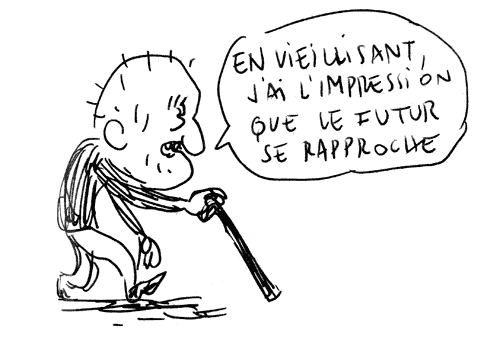 EN VIEILLISANT,
J'AI L'IMPRESSION
QUE LE FUTUR
SE RAPPROCHE